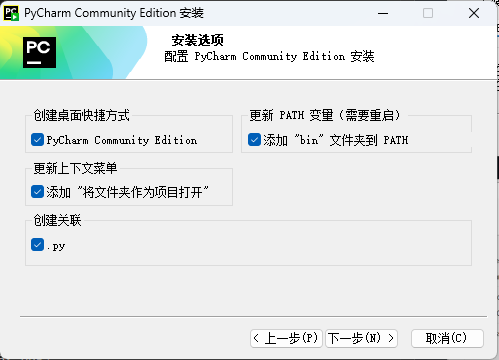 PyCharm Community Edition 安装
PC
安装选项
配置 PyCharm Community Edition 安装
创建桌面快捷方式
PyCharm Community Edition
更新 PATH 变量（需要重启）
添加 "bin" 文件夹到 PATH
更新上下文菜单
添加 "将文件夹作为项目打开"
创建关联
.py
< 上一步(P)
下一步(N) >
取消(C)